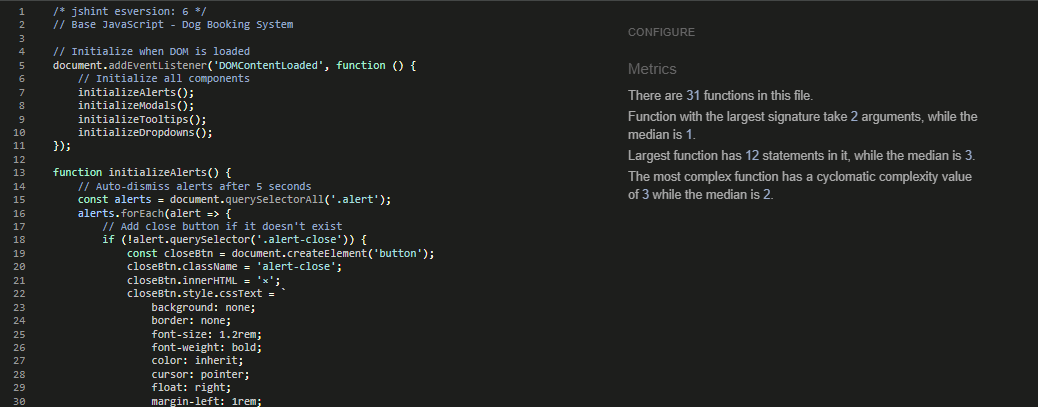 1 /* jshint esversion: 6 */
2 // Base JavaScript - Dog Booking System
3
4 // Initialize when DOM is loaded
5 document.addEventListener('DOMContentLoaded', function () {
6 // Initialize all components
7 initializeAlerts();
8 initializeModals();
9 initializeTooltips();
10 initializeDropdowns();
11 });
12
13 function initializeAlerts() {
14 // Auto-dismiss alerts after 5 seconds
15 const alerts = document.querySelectorAll('.alert');
16 alerts.forEach(alert => {
17 // Add close button if it doesn't exist
18 if (!alert.querySelector('.alert-close')) {
19 const closeBtn = document.createElement('button');
20 closeBtn.className = 'alert-close';
21 closeBtn.innerHTML = '×';
22 closeBtn.style.cssText = `
23 background: none;
24 border: none;
25 font-size: 1.2rem;
26 font-weight: bold;
27 color: inherit;
28 cursor: pointer;
29 float: right;
30 margin-left: 1rem;
CONFIGURE
Metrics
There are 31 functions in this file.
Function with the largest signature take 2 arguments, while the
median is 1.
Largest function has 12 statements in it, while the median is 3.
The most complex function has a cyclomatic complexity value
of 3 while the median is 2.